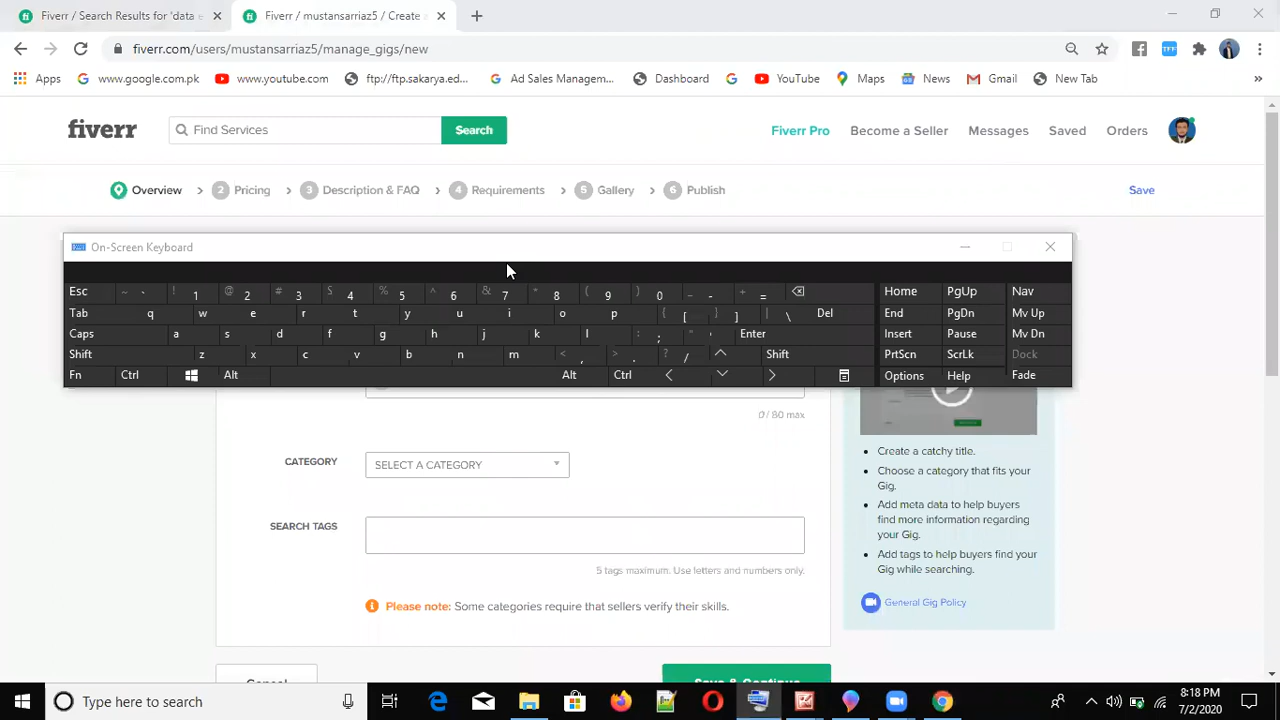 Fiverr / Search Results for 'data e
Fiverr / mustansarriaz5 / Create
fiverr.com/users/mustansarriaz5/manage_gigs/new
Apps
www.google.com.pk
www.youtube.com
ftp://ftp.sakarya.ed...
Ad Sales Managem...
Dashboard
YouTube
Maps
News
Gmail
New Tab
»
fiverr
Find Services
Search
Fiverr Pro
Become a Seller
Messages
Saved
Orders
Overview
2 Pricing
3 Description & FAQ
4 Requirements
5 Gallery
6 Publish
Save
On-Screen Keyboard
Esc ~ ` ! 1 @ 2 # 3 $ 4 % 5 ^ 6 & 7 * 8 ( 9 ) 0 _ - + = Home PgUp Nav
Tab q w e r t y u i o p { [ } ] | \ Del End PgDn Mv Up
Caps a s d f g h j k l : ; " ' Enter Insert Pause Mv Dn
Shift z x c v b n m < , > . ? / Shift PrtScn ScrLk Dock
Fn Ctrl Alt Alt Ctrl Options Help Fade
0 / 80 max
CATEGORY
SELECT A CATEGORY
SEARCH TAGS
5 tags maximum. Use letters and numbers only.
Please note: Some categories require that sellers verify their skills.
Cancel
Save & Continue
Create a catchy title.
Choose a category that fits your
Gig.
Add meta data to help buyers
find more information regarding
your Gig.
Add tags to help buyers find your
Gig while searching.
General Gig Policy
Type here to search
8:18 PM
7/2/2020